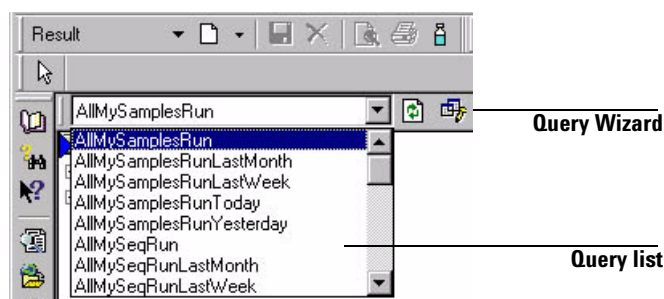 Result
AllMySamplesRun
Query Wizard
AllMySamplesRun
AllMySamplesRunLastMonth
AllMySamplesRunLastWeek
AllMySamplesRunToday
AllMySamplesRunYesterday
AllMySeqRun
Query list
AllMySeqRunLastMonth
AllMySeqRunLastWeek